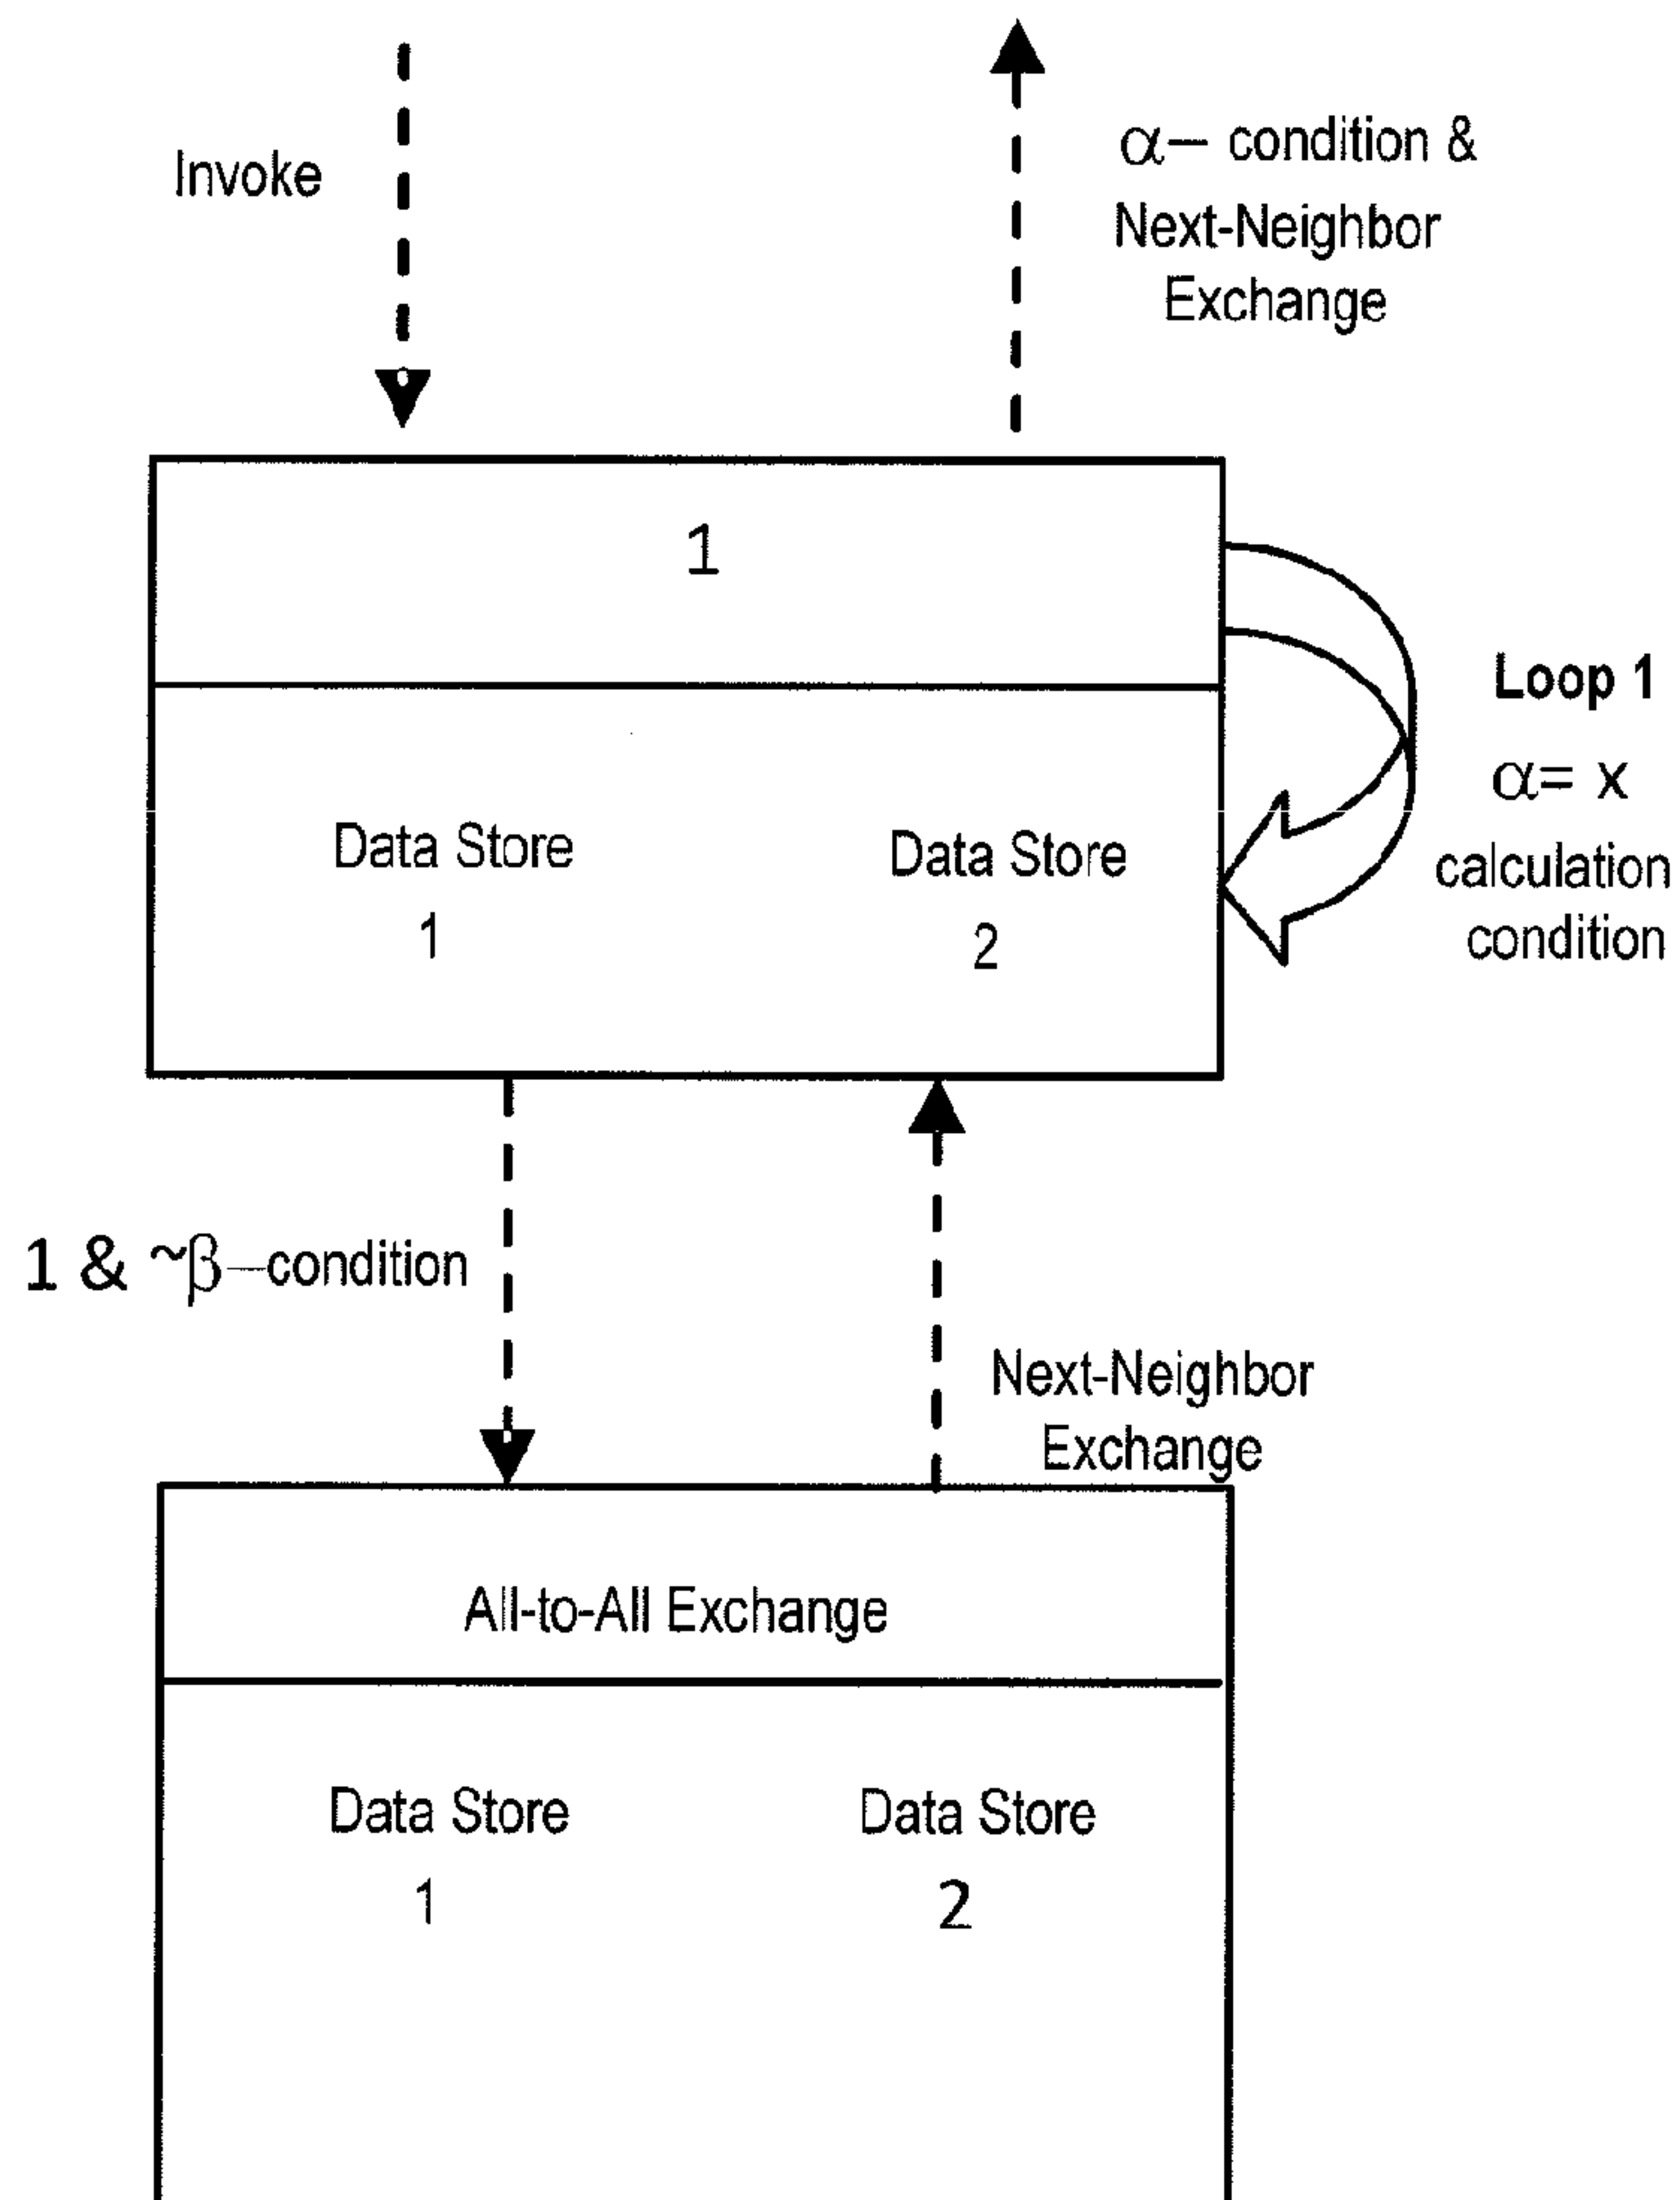 Invoke
α– condition &
Next-Neighbor
Exchange
1
Loop 1
α= x
calculation
condition
Data Store
1
Data Store
2
1 & ~β–condition
Next-Neighbor
Exchange
All-to-All Exchange
Data Store
1
Data Store
2